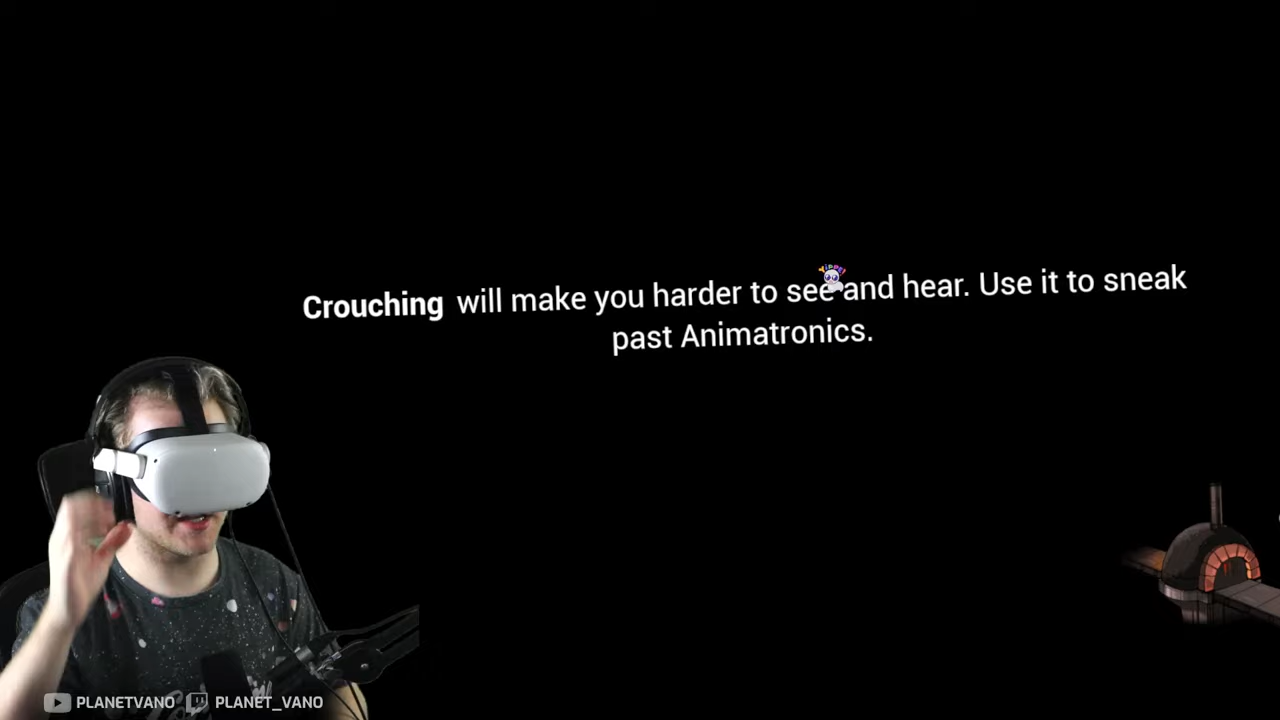 Crouching will make you harder to see and hear. Use it to sneak
past Animatronics.
PLANETVANO PLANET_VANO